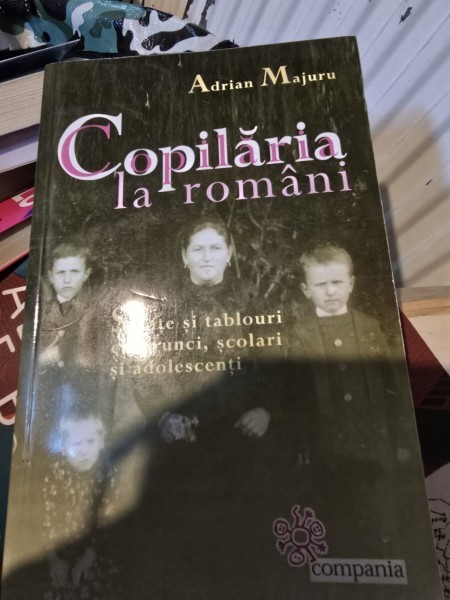 Adrian Majuru
Copilăria
la români
și tablouri
școlari
și adolescenți
compania